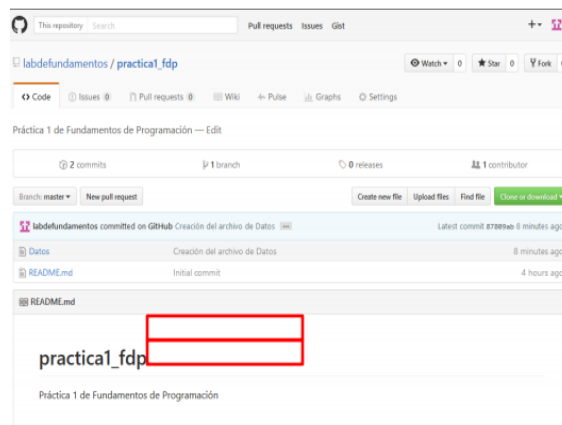 This repository Search Pull requests Issues Gist
labdefundamentos / practica1_fdp Watch 0 Star 0 Fork
Code Issues 0 Pull requests 0 Wiki Pulse Graphs Settings
Práctica 1 de Fundamentos de Programación — Edit
2 commits 1 branch 0 releases 1 contributor
Branch: master New pull request Create new file Upload files Find file Clone or download
labdefundamentos committed on GitHub Creación del archivo de Datos Latest commit 8 minutes ago
Datos Creación del archivo de Datos 8 minutes ago
README.md Initial commit 4 hours ago
README.md
practica1_fdp
Práctica 1 de Fundamentos de Programación